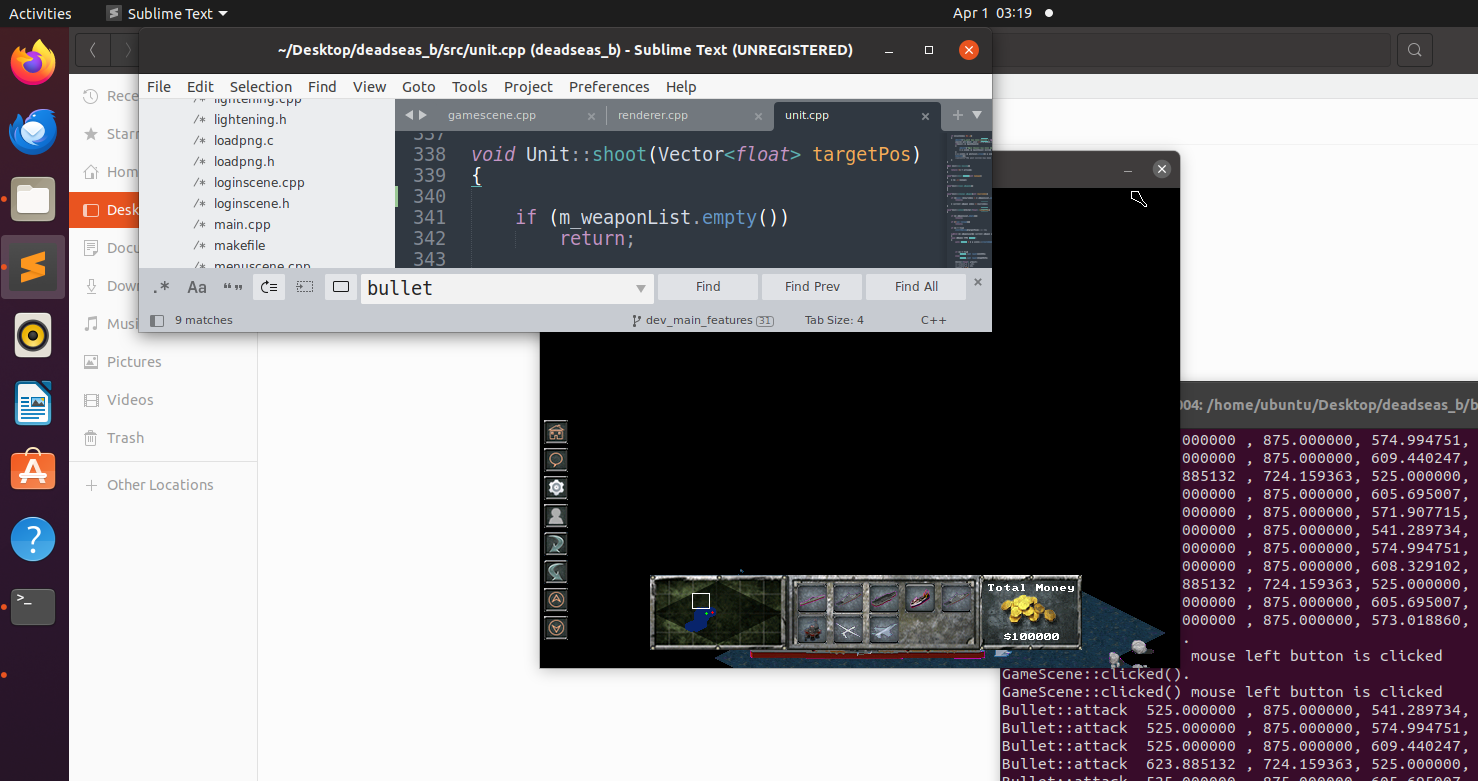 Activities
Sublime Text
Apr 1 03:19
~/Desktop/deadseas_b/src/unit.cpp (deadseas_b) - Sublime Text (UNREGISTERED)
File Edit Selection Find View Goto Tools Project Preferences Help
Rece
Starr
Hom
Desk
Docu
Down
Musi
Pictures
Videos
Trash
Other Locations
/* lightening.cpp
/* lightening.h
/* loadpng.c
/* loadpng.h
/* loginscene.cpp
/* loginscene.h
/* main.cpp
/* makefile
/* menuscene.cpp
gamescene.cpp
renderer.cpp
unit.cpp
337
338 void Unit::shoot(Vector<float> targetPos)
339 {
340
341 if (m_weaponList.empty())
342 return;
343
.* Aa “” bullet Find Find Prev Find All
9 matches
dev_main_features 31
Tab Size: 4
C++
Total Money
$100000
004: /home/ubuntu/Desktop/deadseas_b/b
000000 , 875.000000, 574.994751,
000000 , 875.000000, 609.440247,
885132 , 724.159363, 525.000000,
000000 , 875.000000, 605.695007,
000000 , 875.000000, 571.907715,
000000 , 875.000000, 541.289734,
000000 , 875.000000, 574.994751,
000000 , 875.000000, 608.329102,
885132 , 724.159363, 525.000000,
000000 , 875.000000, 605.695007,
000000 , 875.000000, 573.018860,
.
mouse left button is clicked
GameScene::clicked().
GameScene::clicked() mouse left button is clicked
Bullet::attack 525.000000 , 875.000000, 541.289734,
Bullet::attack 525.000000 , 875.000000, 574.994751,
Bullet::attack 525.000000 , 875.000000, 609.440247,
Bullet::attack 623.885132 , 724.159363, 525.000000,
Bullet::attack 525.000000 , 875.000000, 605.695007,